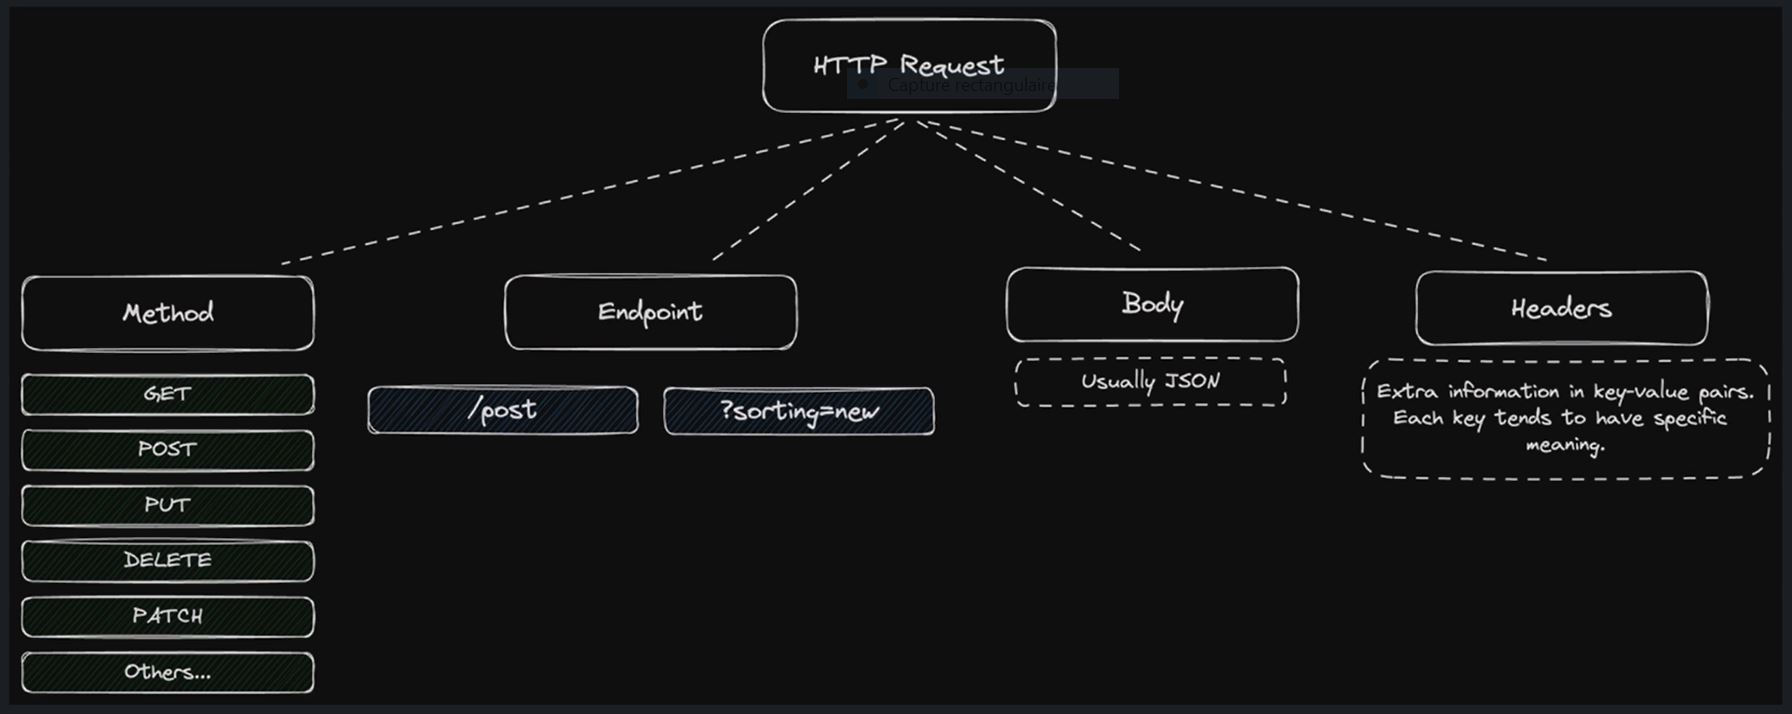 HTTP Request
Capture rectangulaire
Method
Endpoint
Body
Headers
GET
POST
PUT
DELETE
PATCH
Others...
/post
?sorting=new
Usually JSON
Extra information in key-value pairs.
Each key tends to have specific
meaning.